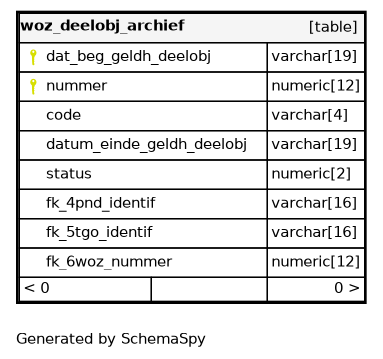 woz_deelobj_archief [table]
dat_beg_geldh_deelobj varchar[19]
nummer numeric[12]
code varchar[4]
datum_einde_geldh_deelobj varchar[19]
status numeric[2]
fk_4pnd_identif varchar[16]
fk_5tgo_identif varchar[16]
fk_6woz_nummer numeric[12]
< 0 0 >
Generated by SchemaSpy